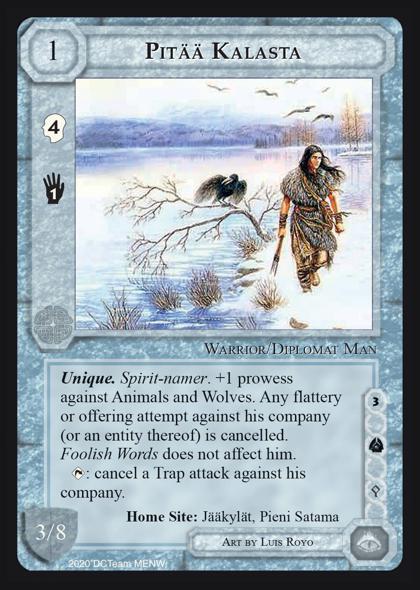 1
PITÄÄ KALASTA
4
1
WARRIOR/DIPLOMAT MAN
Unique. Spirit-namer. +1 prowess
against Animals and Wolves. Any flattery
or offering attempt against his company
(or an entity thereof) is cancelled.
Foolish Words does not affect him.
: cancel a Trap attack against his
company.
3
Home Site: Jääkylät, Pieni Satama
3/8
ART BY LUIS ROYO
2020 DCTeam MENW